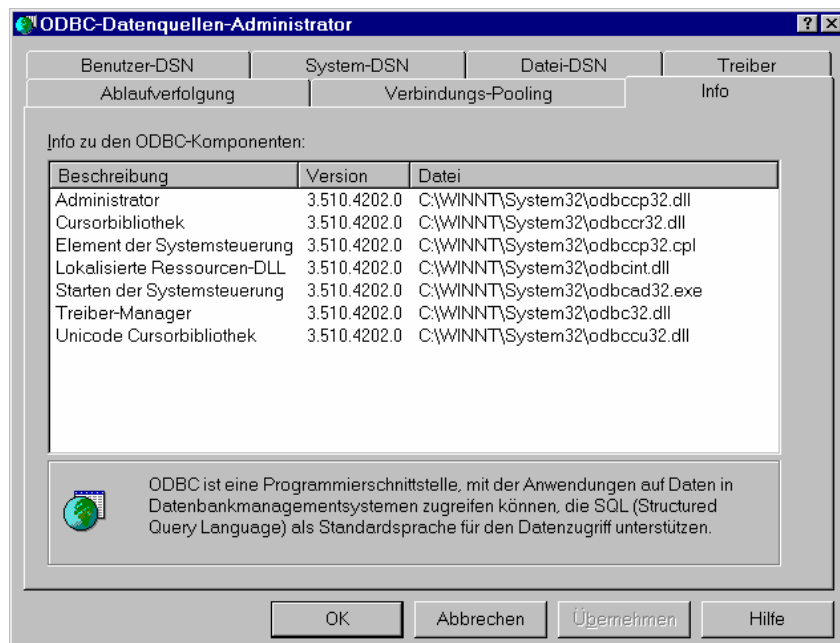 ODBC-Datenquellen-Administrator
Benutzer-DSN System-DSN Datei-DSN Treiber
Ablaufverfolgung Verbindungs-Pooling Info
Info zu den ODBC-Komponenten:
Beschreibung Version Datei
Administrator 3.510.4202.0 C:\WINNT\System32\odbccp32.dll
Cursorbibliothek 3.510.4202.0 C:\WINNT\System32\odbccr32.dll
Element der Systemsteuerung 3.510.4202.0 C:\WINNT\System32\odbccp32.cpl
Lokalisierte Ressourcen-DLL 3.510.4202.0 C:\WINNT\System32\odbcint.dll
Starten der Systemsteuerung 3.510.4202.0 C:\WINNT\System32\odbcad32.exe
Treiber-Manager 3.510.4202.0 C:\WINNT\System32\odbc32.dll
Unicode Cursorbibliothek 3.510.4202.0 C:\WINNT\System32\odbccu32.dll
ODBC ist eine Programmierschnittstelle, mit der Anwendungen auf Daten in
Datenbankmanagementsystemen zugreifen können, die SQL (Structured
Query Language) als Standardsprache für den Datenzugriff unterstützen.
OK Abbrechen Übernehmen Hilfe